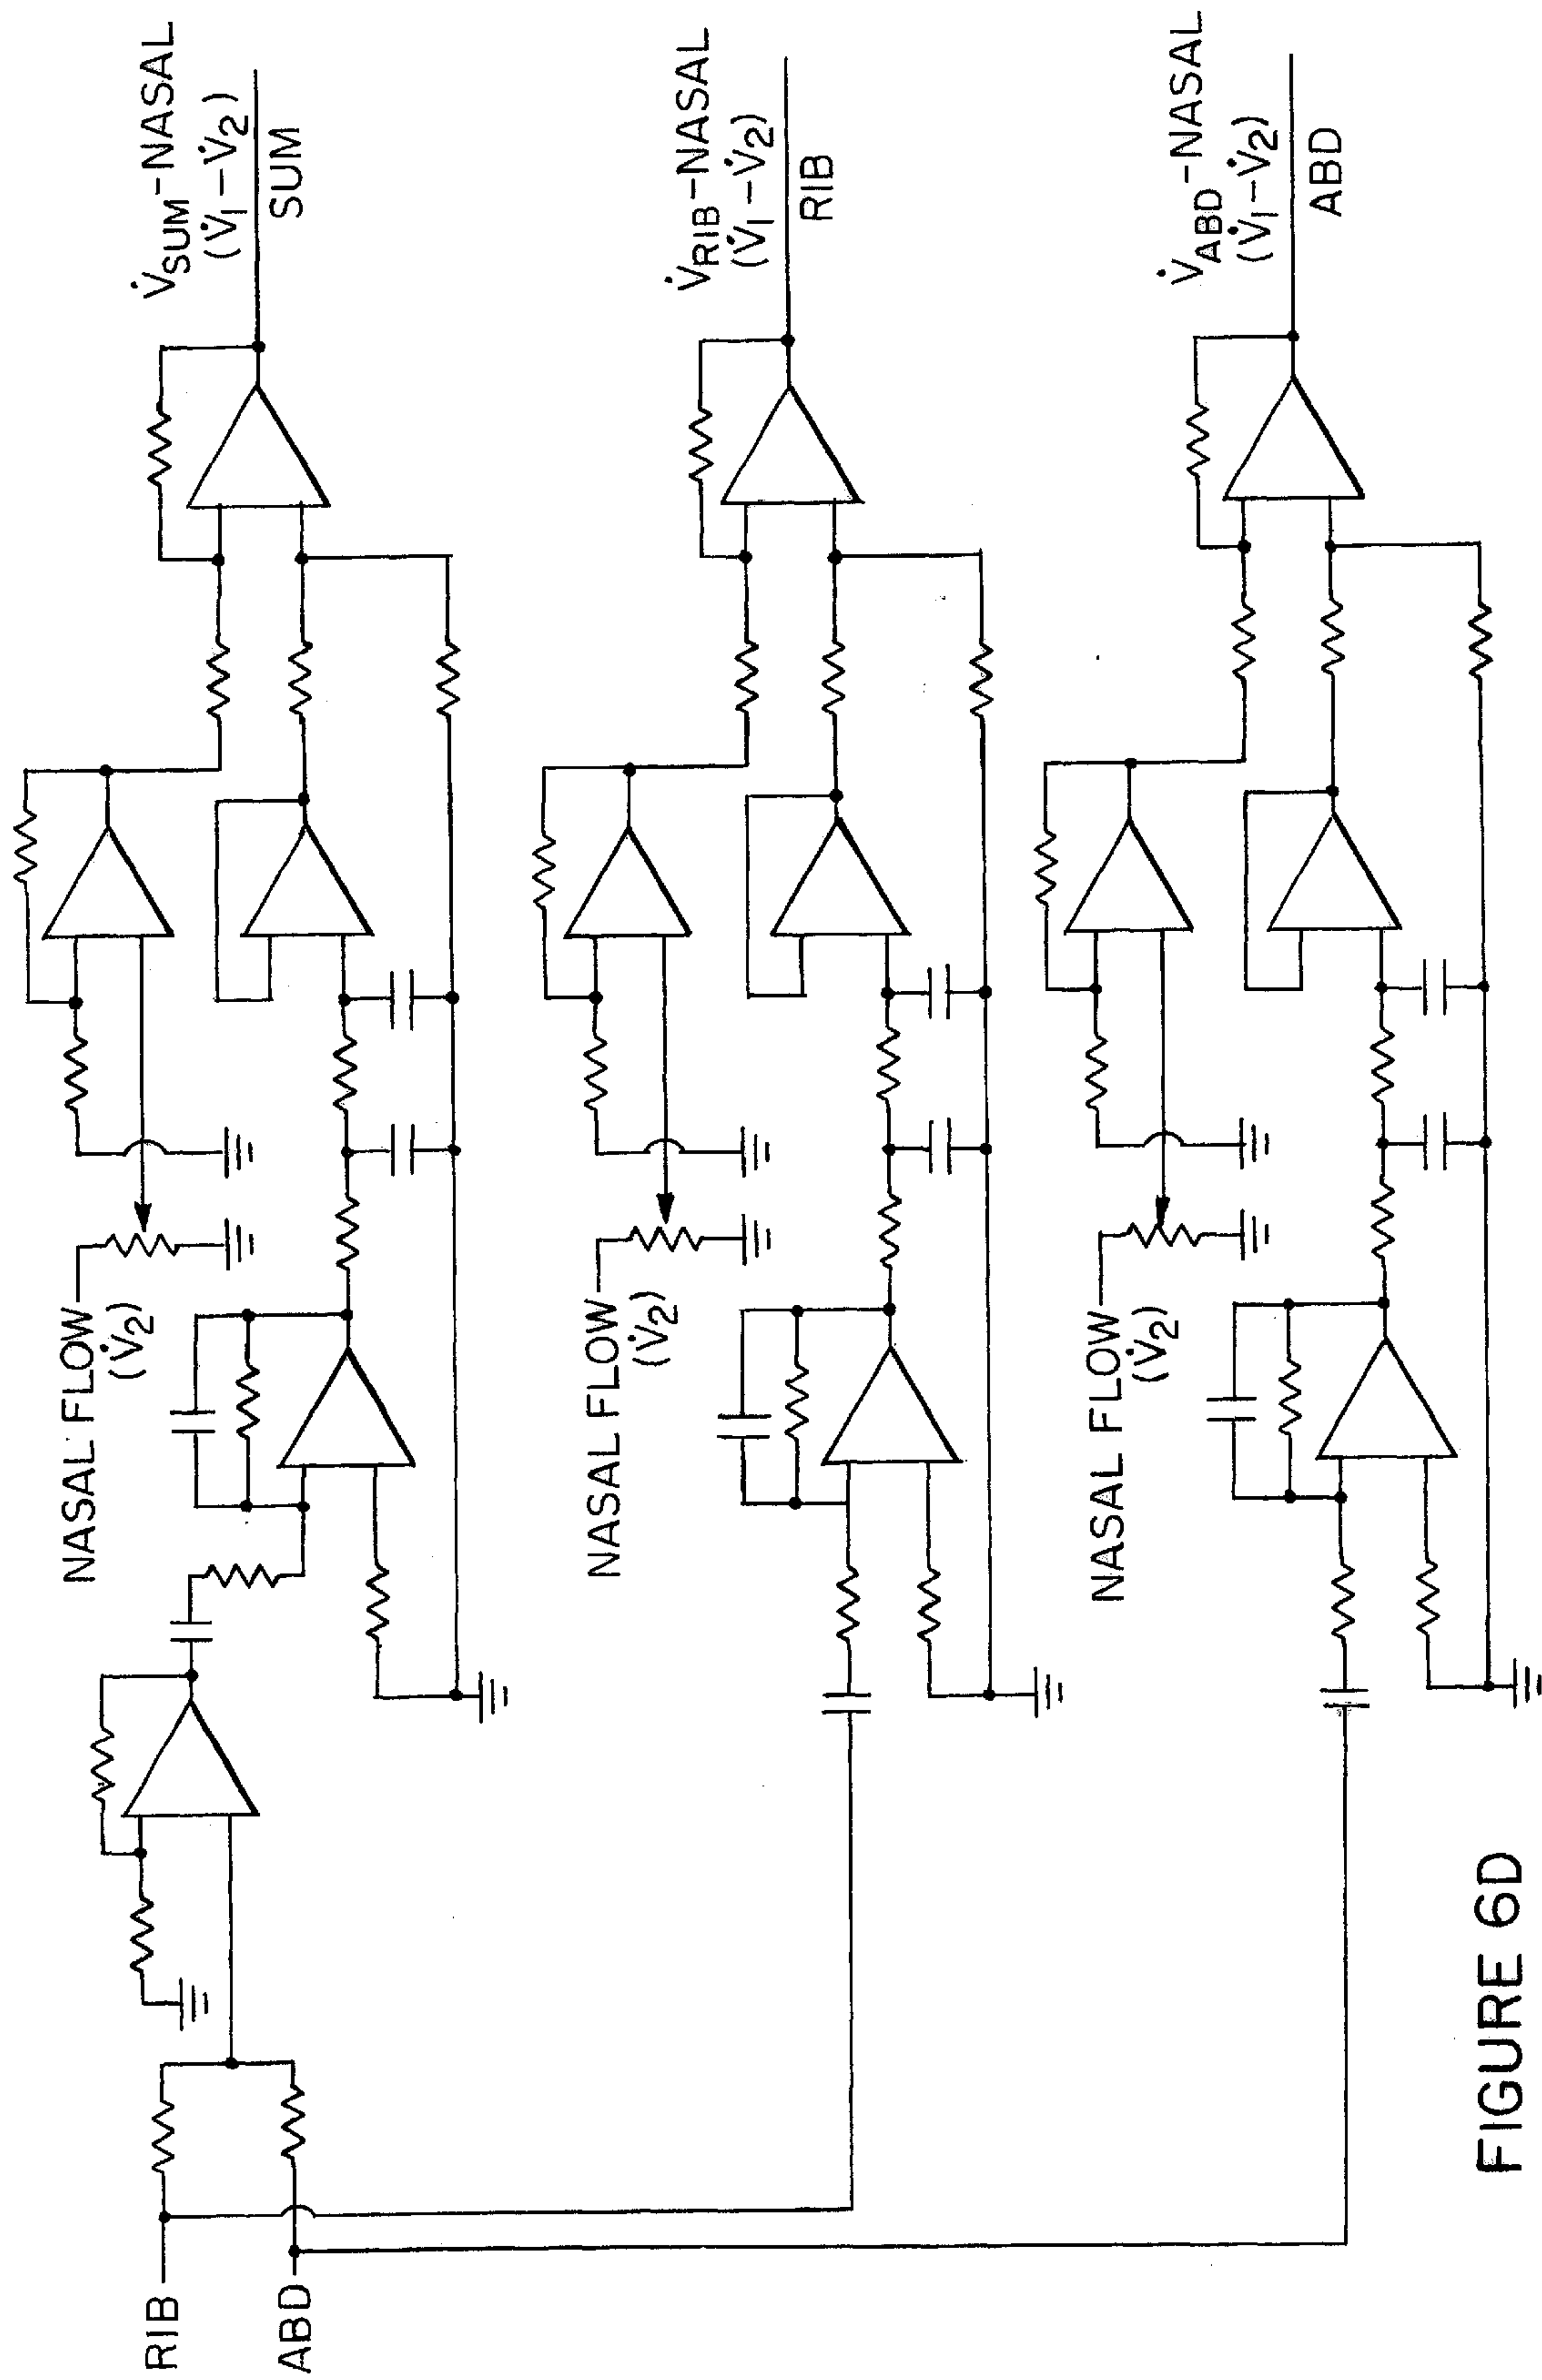 RIB
ABD
NASAL FLOW
(V̇2)
V̇SUM-NASAL
(V̇1-V̇2)
SUM
NASAL FLOW
(V̇2)
V̇RIB-NASAL
(V̇1-V̇2)
RIB
NASAL FLOW
(V̇2)
V̇ABD-NASAL
(V̇1-V̇2)
ABD
FIGURE 6D